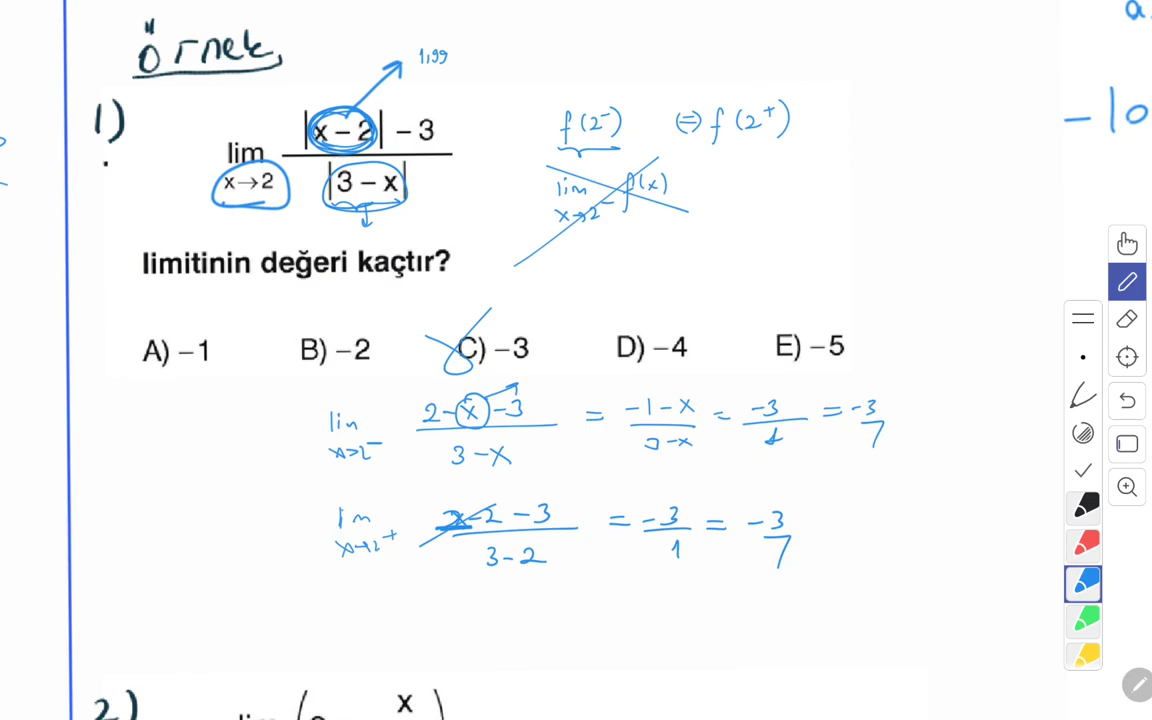 örnek,
1,99
1)
lim x→2 |x – 2| – 3 / |3 – x|
f(2⁻) ⇔ f(2⁺)
lim x→2⁻ f(x)
-10
a.
limitinin değeri kaçtır?
A) –1 B) –2 C) –3 D) –4 E) –5
lim x→2⁻ 2-x-3 / 3-x = -1-x / 3-x = -3 / 1 = -3
lim x→2⁺ 2-2-3 / 3-2 = -3 / 1 = -3
2)
x